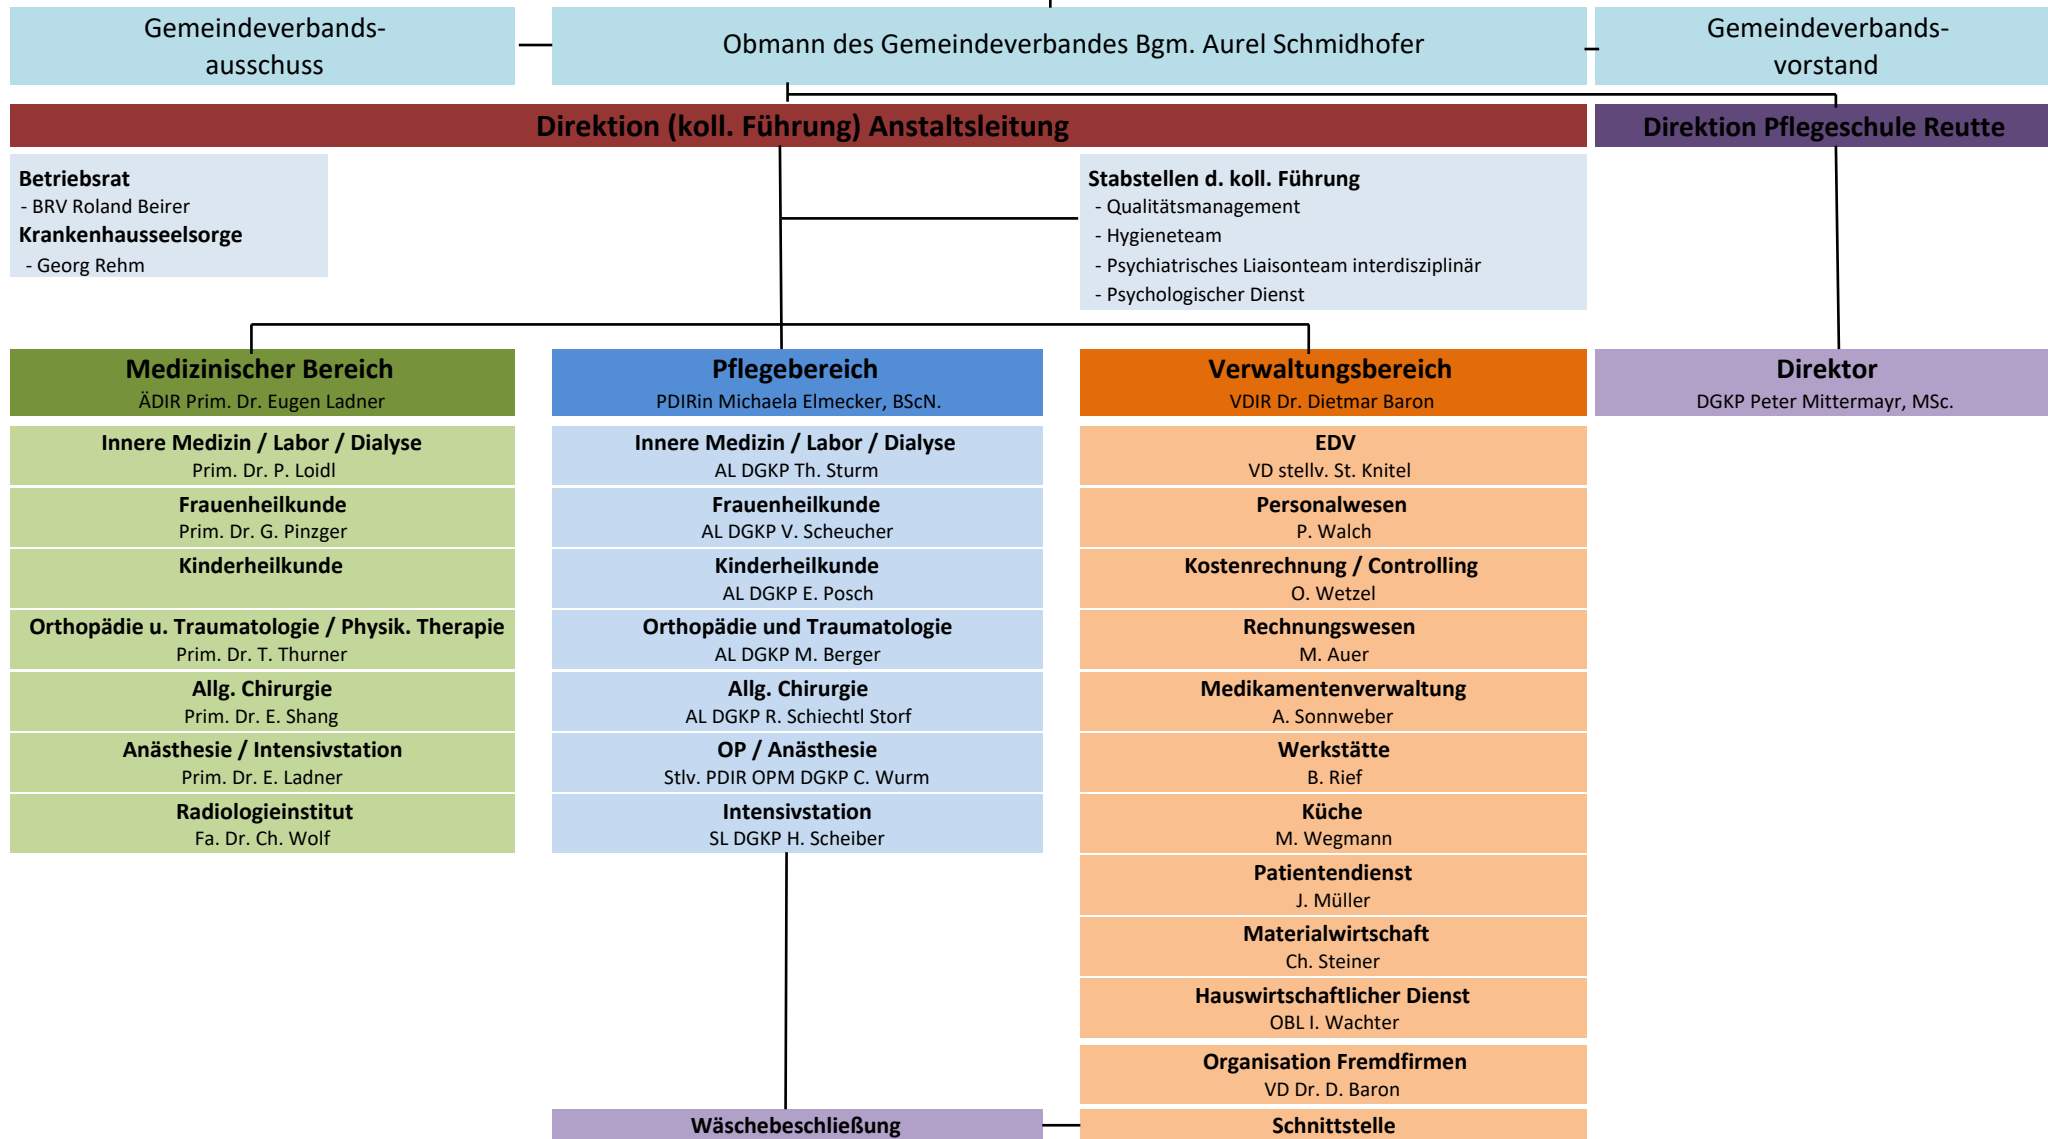 Gemeindeverbands-
ausschuss
Obmann des Gemeindeverbandes Bgm. Aurel Schmidhofer
Gemeindeverbands-
vorstand
Direktion (koll. Führung) Anstaltsleitung
Direktion Pflegeschule Reutte
Betriebsrat
- BRV Roland Beirer
Krankenhausseelsorge
- Georg Rehm
Stabstellen d. koll. Führung
- Qualitätsmanagement
- Hygieneteam
- Psychiatrisches Liaisonteam interdisziplinär
- Psychologischer Dienst
Medizinischer Bereich
ÄDIR Prim. Dr. Eugen Ladner
Innere Medizin / Labor / Dialyse
Prim. Dr. P. Loidl
Frauenheilkunde
Prim. Dr. G. Pinzger
Kinderheilkunde
Orthopädie u. Traumatologie / Physik. Therapie
Prim. Dr. T. Thurner
Allg. Chirurgie
Prim. Dr. E. Shang
Anästhesie / Intensivstation
Prim. Dr. E. Ladner
Radiologieinstitut
Fa. Dr. Ch. Wolf
Pflegebereich
PDIRin Michaela Elmecker, BScN.
Innere Medizin / Labor / Dialyse
AL DGKP Th. Sturm
Frauenheilkunde
AL DGKP V. Scheucher
Kinderheilkunde
AL DGKP E. Posch
Orthopädie und Traumatologie
AL DGKP M. Berger
Allg. Chirurgie
AL DGKP R. Schiechtl Storf
OP / Anästhesie
Stlv. PDIR OPM DGKP C. Wurm
Intensivstation
SL DGKP H. Scheiber
Wäschebeschließung
Verwaltungsbereich
VDIR Dr. Dietmar Baron
EDV
VD stellv. St. Knitel
Personalwesen
P. Walch
Kostenrechnung / Controlling
O. Wetzel
Rechnungswesen
M. Auer
Medikamentenverwaltung
A. Sonnweber
Werkstätte
B. Rief
Küche
M. Wegmann
Patientendienst
J. Müller
Materialwirtschaft
Ch. Steiner
Hauswirtschaftlicher Dienst
OBL I. Wachter
Organisation Fremdfirmen
VD Dr. D. Baron
Schnittstelle
Direktor
DGKP Peter Mittermayr, MSc.